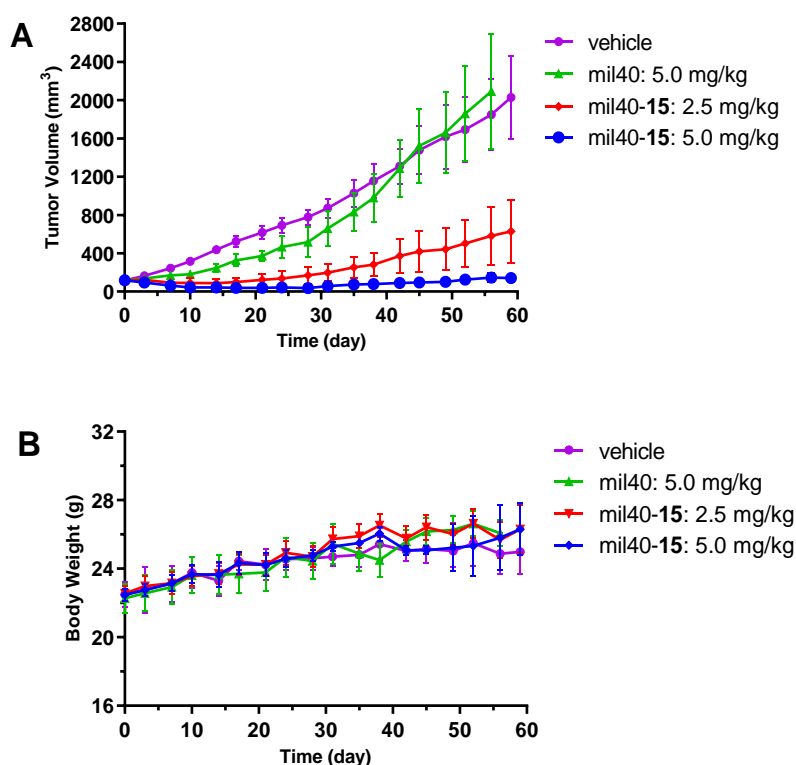 A
Tumor Volume (mm³)
2800
2400
2000
1600
1200
800
400
0
0 10 20 30 40 50 60
Time (day)
vehicle
mil40: 5.0 mg/kg
mil40-15: 2.5 mg/kg
mil40-15: 5.0 mg/kg
B
Body Weight (g)
32
28
24
20
16
0 10 20 30 40 50 60
Time (day)
vehicle
mil40: 5.0 mg/kg
mil40-15: 2.5 mg/kg
mil40-15: 5.0 mg/kg